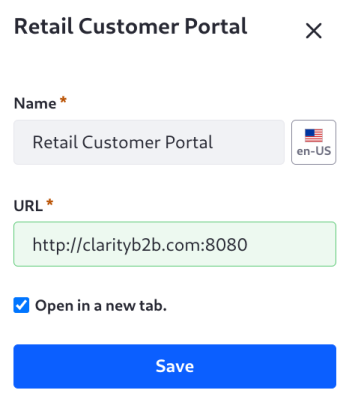 Retail Customer Portal
Name *
Retail Customer Portal
en-US
URL *
http://clarityb2b.com:8080
Open in a new tab.
Save